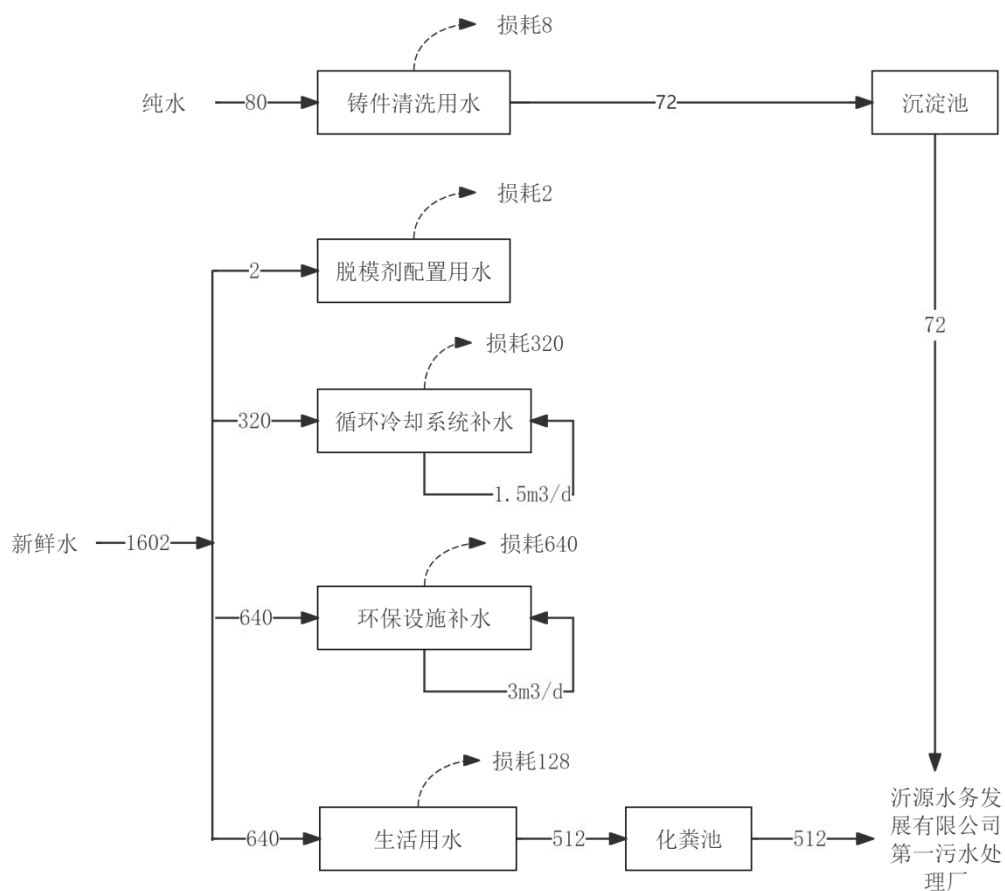 损耗8
纯水
80
铸件清洗用水
72
沉淀池
损耗2
2
脱模剂配置用水
72
损耗320
320
循环冷却系统补水
1.5m3/d
新鲜水
1602
损耗640
640
环保设施补水
3m3/d
损耗128
640
生活用水
512
化粪池
512
沂源水务发
展有限公司
第一污水处
理厂